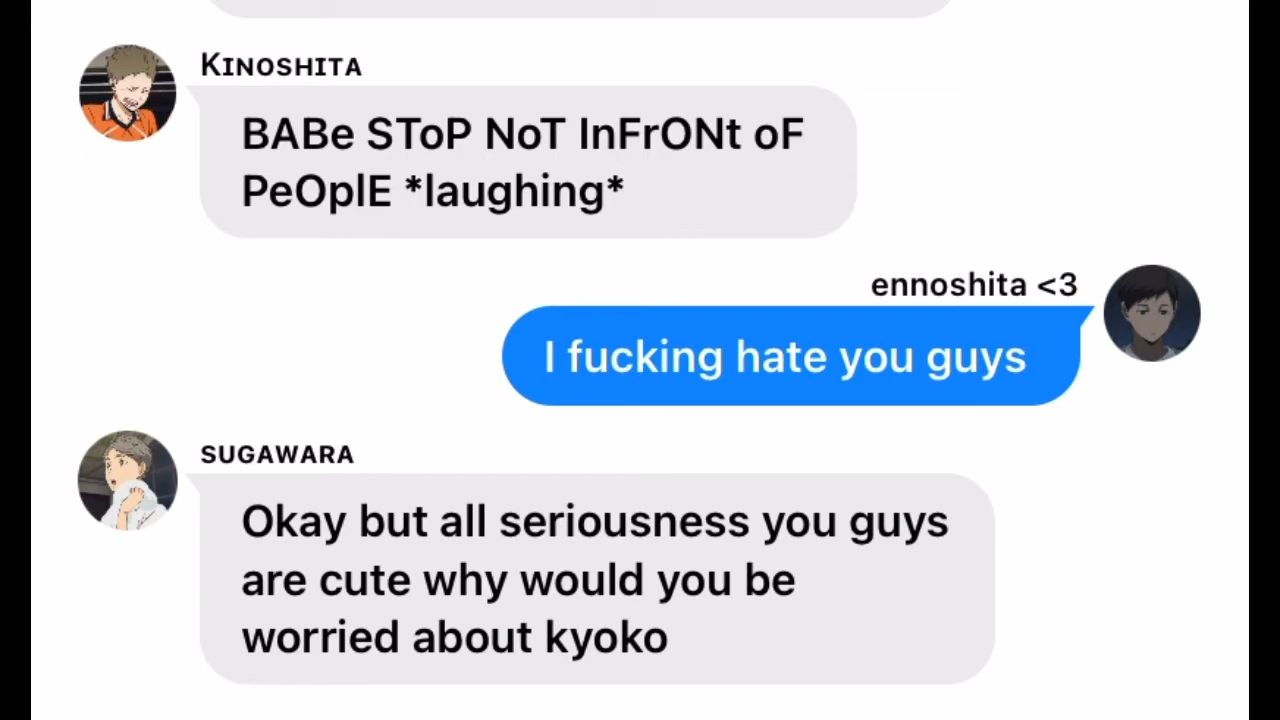 KINOSHITA
BABe SToP NoT InFrONt oF
PeOplE *laughing*
ennoshita <3
I fucking hate you guys
SUGAWARA
Okay but all seriousness you guys
are cute why would you be
worried about kyoko